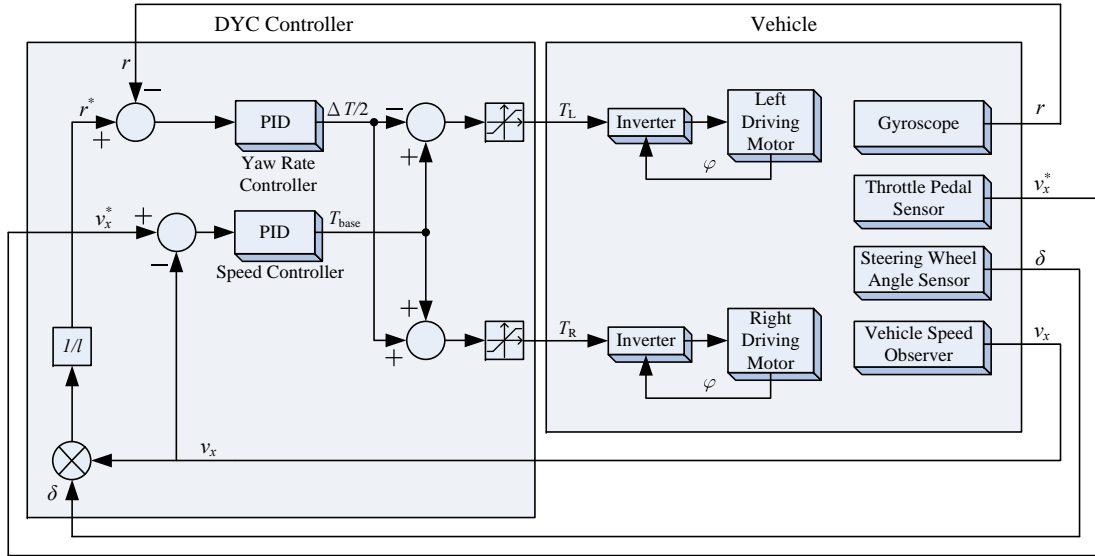 DYC Controller
Vehicle
r
−
r*
+
PID
ΔT/2
Yaw Rate
Controller
−
+
T_L
Inverter
Left
Driving
Motor
φ
Gyroscope
r
Throttle Pedal
Sensor
v_x*
v_x*
+
−
PID
T_base
Speed Controller
Steering Wheel
Angle Sensor
δ
1/l
+
+
T_R
Inverter
Right
Driving
Motor
φ
Vehicle Speed
Observer
v_x
v_x
δ